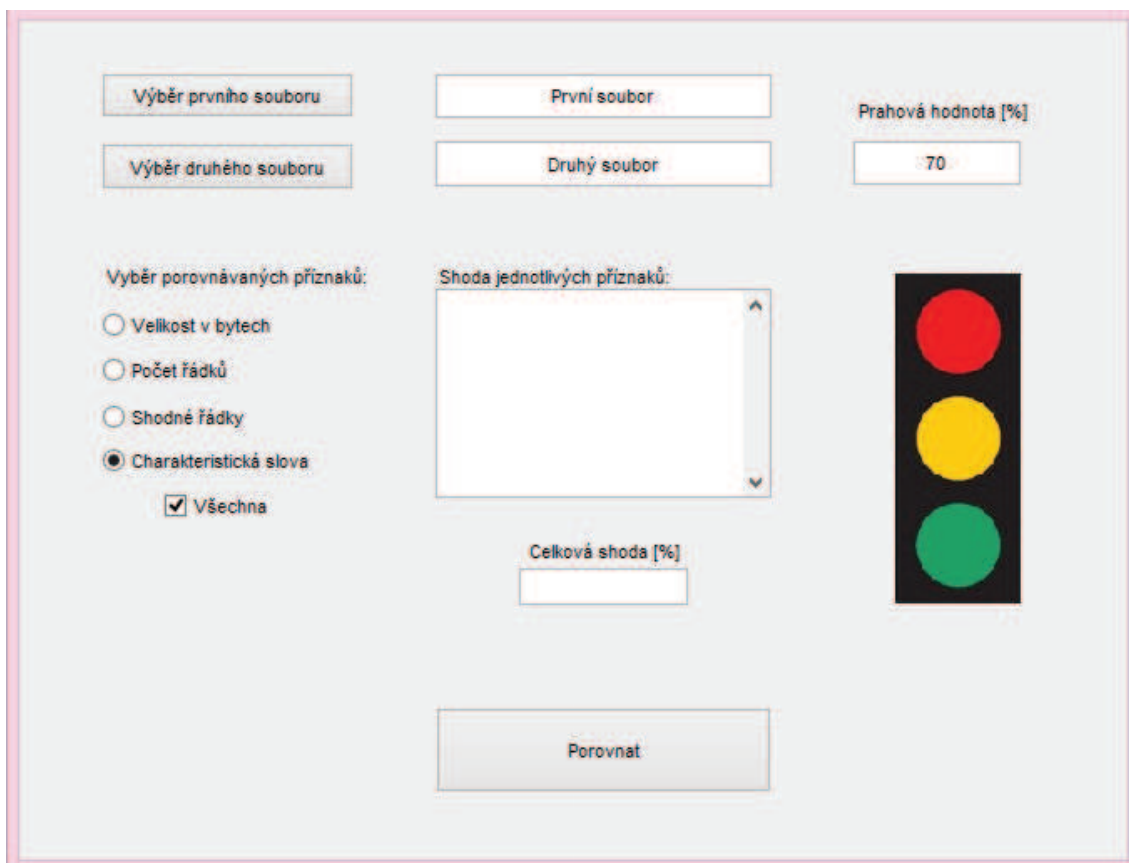 Výběr prvního souboru
První soubor
Prahová hodnota [%]
Výběr druhého souboru
Druhý soubor
70
Vyběr porovnávaných příznaků:
Shoda jednotlivých příznaků:
Velikost v bytech
Počet řádků
Shodné řádky
Charakteristická slova
Všechna
Celková shoda [%]
Porovnat